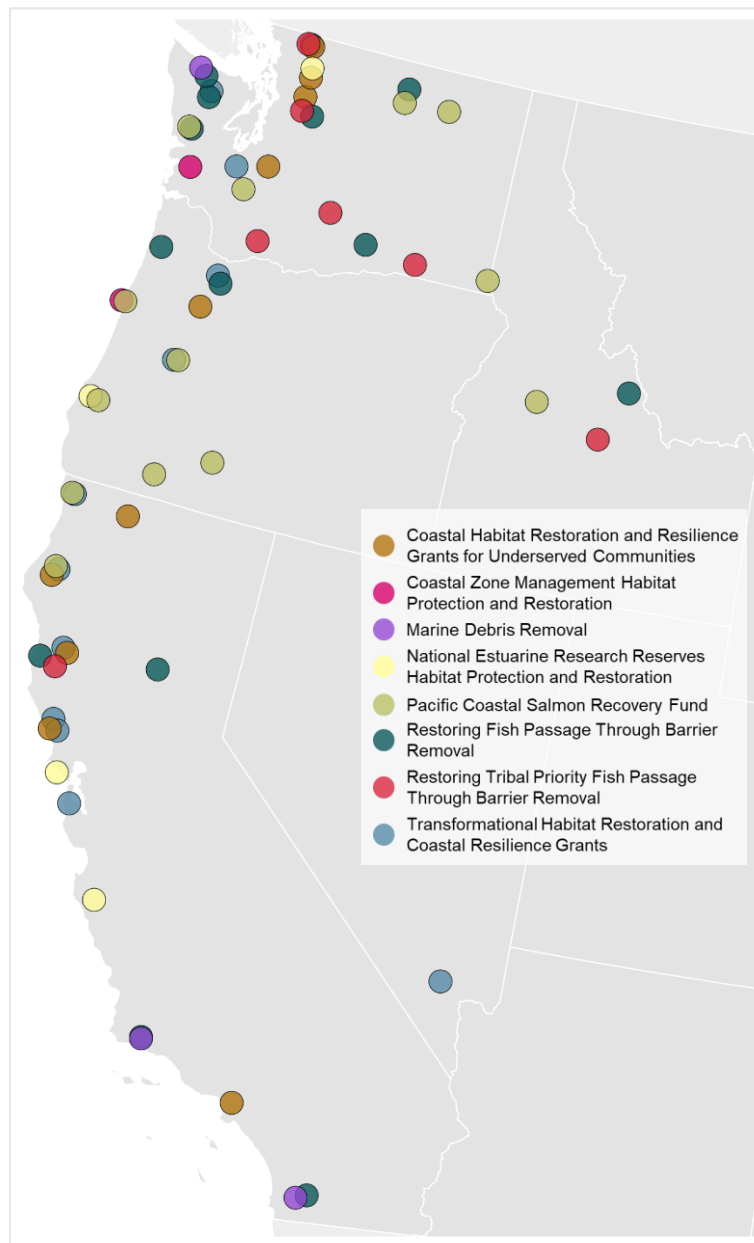 Coastal Habitat Restoration and Resilience
Grants for Underserved Communities
Coastal Zone Management Habitat
Protection and Restoration
Marine Debris Removal
National Estuarine Research Reserves
Habitat Protection and Restoration
Pacific Coastal Salmon Recovery Fund
Restoring Fish Passage Through Barrier
Removal
Restoring Tribal Priority Fish Passage
Through Barrier Removal
Transformational Habitat Restoration and
Coastal Resilience Grants